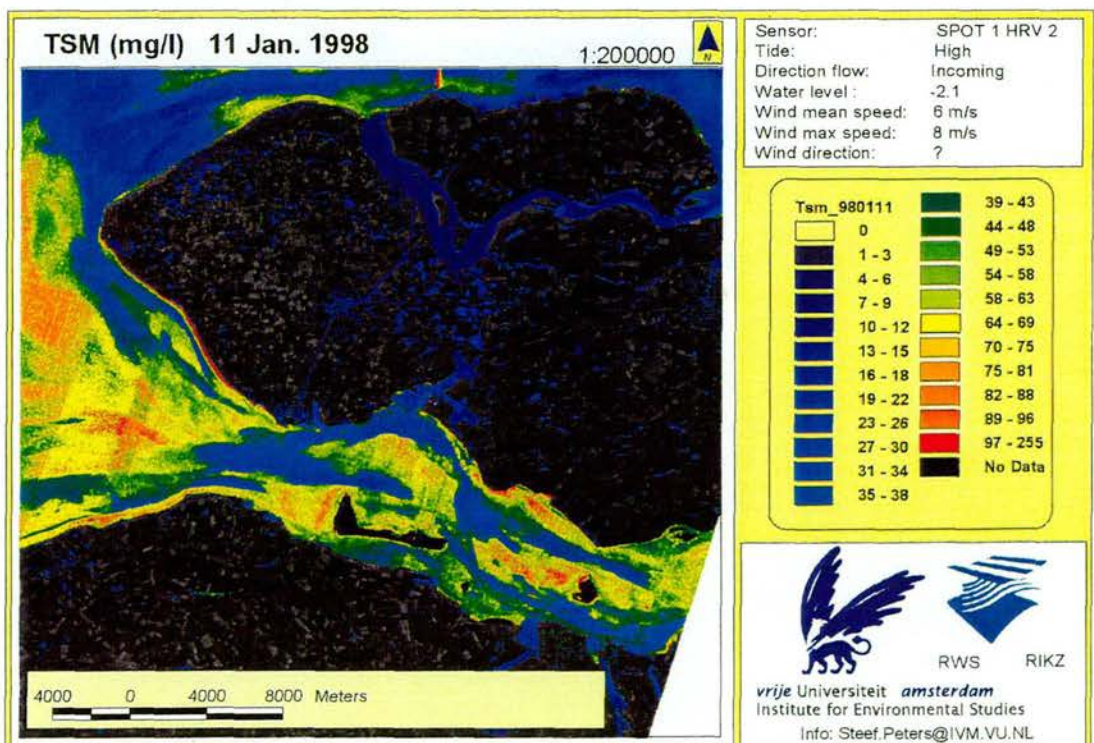 TSM (mg/l) 11 Jan. 1998
1:200000
N
Sensor: SPOT 1 HRV 2
Tide: High
Direction flow: Incoming
Water level : -2.1
Wind mean speed: 6 m/s
Wind max speed: 8 m/s
Wind direction: ?
Tsm_980111
0
1 - 3
4 - 6
7 - 9
10 - 12
13 - 15
16 - 18
19 - 22
23 - 26
27 - 30
31 - 34
35 - 38
39 - 43
44 - 48
49 - 53
54 - 58
58 - 63
64 - 69
70 - 75
75 - 81
82 - 88
89 - 96
97 - 255
No Data
4000 0 4000 8000 Meters
RWS RIKZ
vrije Universiteit amsterdam
Institute for Environmental Studies
Info: Steef.Peters@IVM.VU.NL